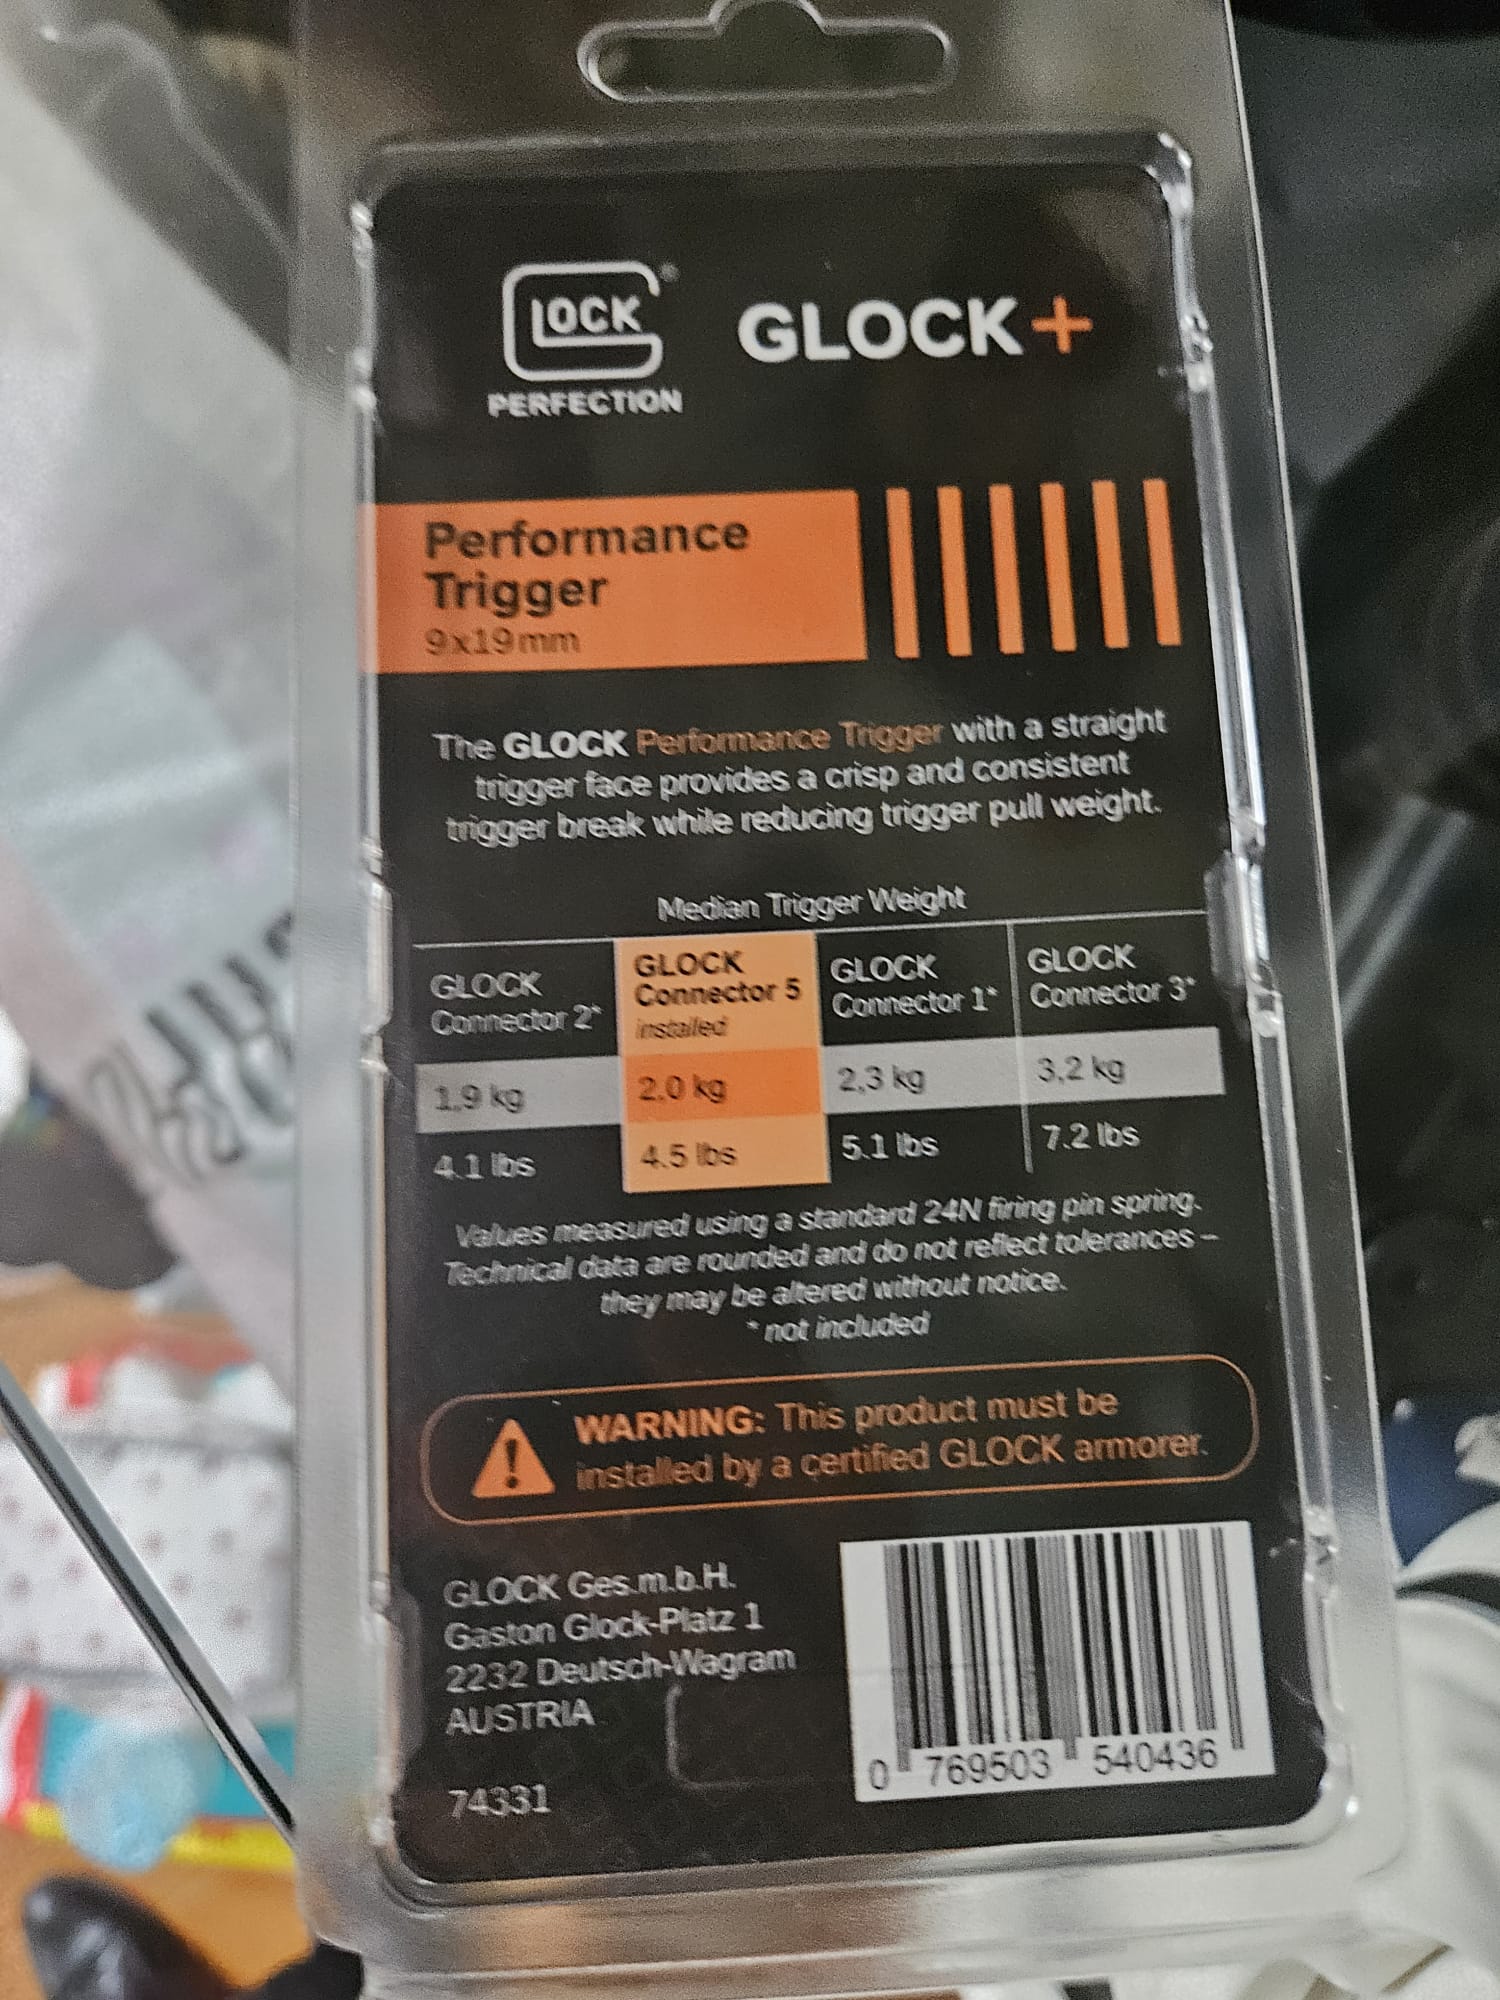 GLOCK
PERFECTION
GLOCK+
Performance
Trigger
9x19mm
The GLOCK Performance Trigger with a straight
trigger face provides a crisp and consistent
trigger break while reducing trigger pull weight.
Median Trigger Weight
GLOCK Connector 2* GLOCK Connector 5 installed GLOCK Connector 1* GLOCK Connector 3*
1,9 kg 2.0 kg 2,3 kg 3,2 kg
4.1 lbs 4.5 lbs 5.1 lbs 7.2 lbs
Values measured using a standard 24N firing pin spring.
Technical data are rounded and do not reflect tolerances –
they may be altered without notice.
* not included
WARNING: This product must be
installed by a certified GLOCK armorer.
GLOCK Ges.m.b.H.
Gaston Glock-Platz 1
2232 Deutsch-Wagram
AUSTRIA
74331
0 769503 540436